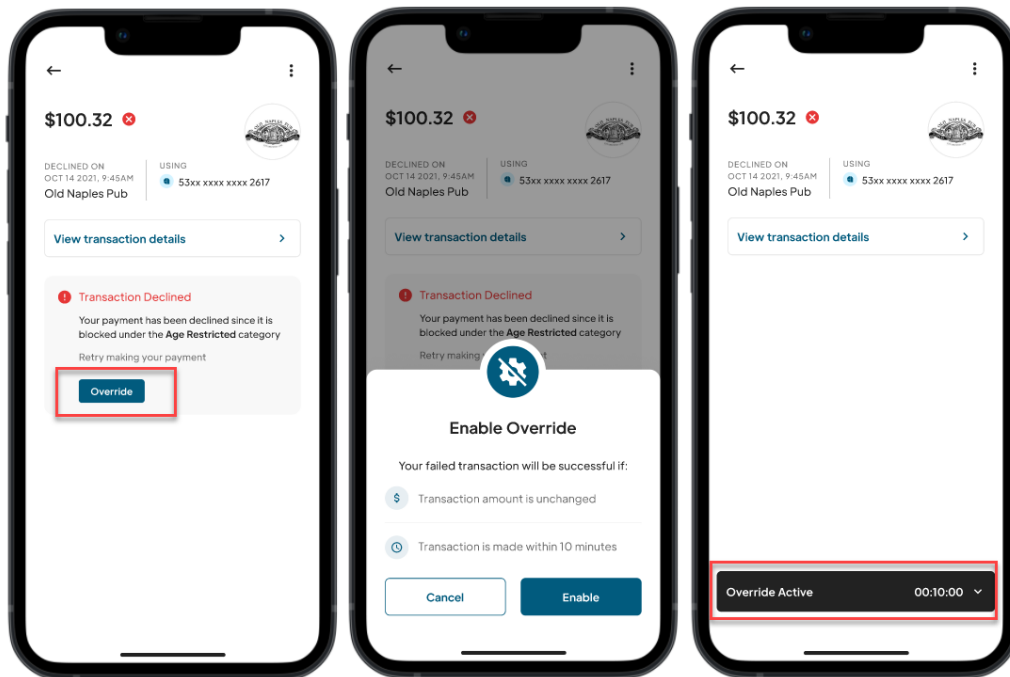 $100.32
DECLINED ON
OCT 14 2021, 9:45AM
Old Naples Pub
USING
53xx xxxx xxxx 2617
View transaction details
Transaction Declined
Your payment has been declined since it is
blocked under the Age Restricted category
Retry making your payment
Override
$100.32
DECLINED ON
OCT 14 2021, 9:45AM
Old Naples Pub
USING
53xx xxxx xxxx 2617
View transaction details
Transaction Declined
Your payment has been declined since it is
blocked under the Age Restricted category
Retry making
Enable Override
Your failed transaction will be successful if:
$ Transaction amount is unchanged
Transaction is made within 10 minutes
Cancel
Enable
$100.32
DECLINED ON
OCT 14 2021, 9:45AM
Old Naples Pub
USING
53xx xxxx xxxx 2617
View transaction details
Override Active
00:10:00